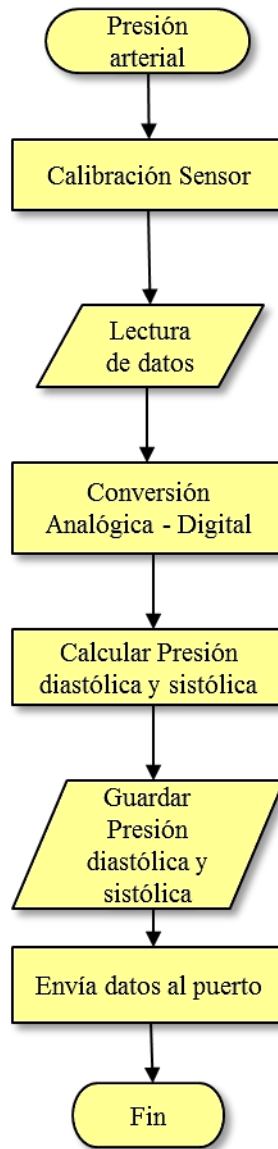 Presión
arterial
Calibración Sensor
Lectura
de datos
Conversión
Analógica - Digital
Calcular Presión
diastólica y sistólica
Guardar
Presión
diastólica y
sistólica
Envía datos al puerto
Fin